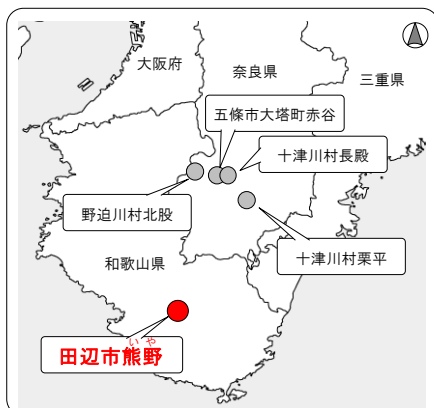 大阪府
奈良県
三重県
五條市大塔町赤谷
十津川村長殿
野迫川村北股
十津川村栗平
和歌山県
いや
田辺市熊野